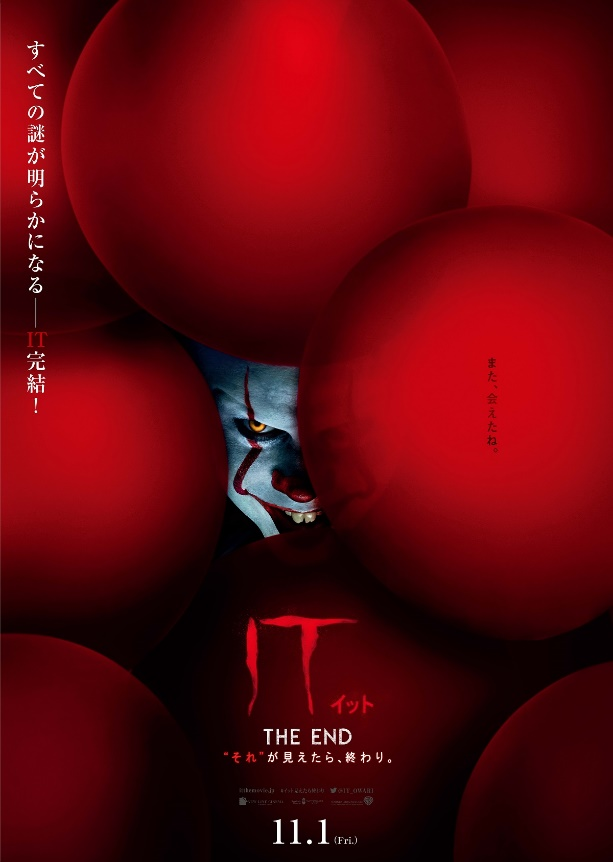 すべての謎が明らかになる──IT完結！
また、会えたね。
IT イット
THE END
“それ”が見えたら、終わり。
11.1(Fri.)